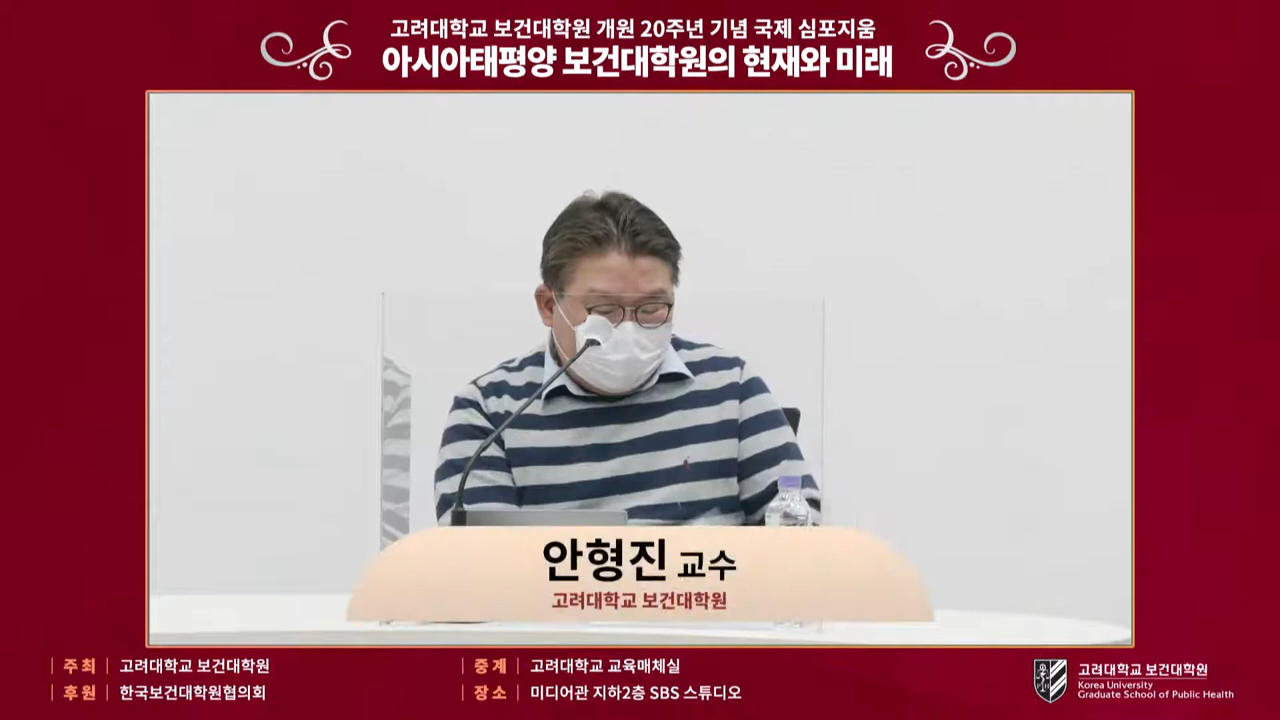 고려대학교 보건대학원 개원 20주년 기념 국제 심포지움
아시아태평양 보건대학원의 현재와 미래
안형진 교수
고려대학교 보건대학원
주최 고려대학교 보건대학원
후원 한국보건대학원협의회
중계 고려대학교 교육매체실
장소 미디어관 지하2층 SBS 스튜디오
고려대학교 보건대학원
Korea University
Graduate School of Public Health